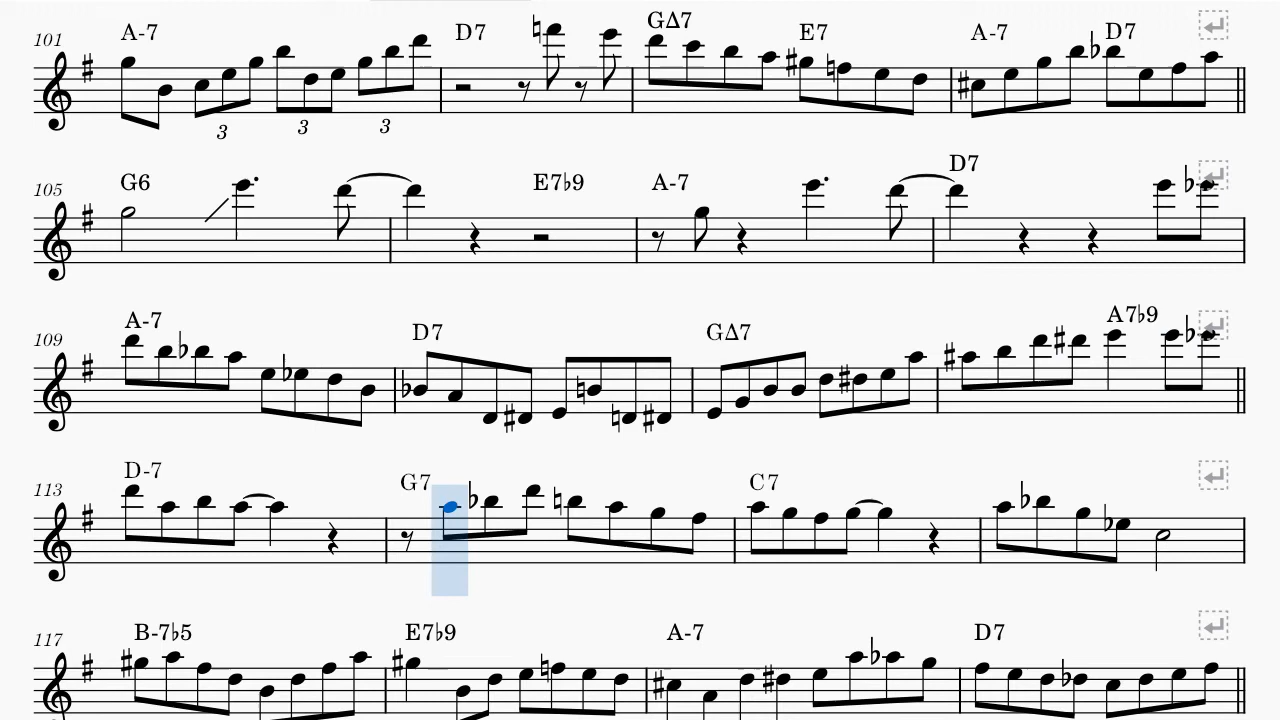 101 A-7 D7 GΔ7 E7 A-7 D7
3 3 3
105 G6 E7♭9 A-7 D7
109 A-7 D7 GΔ7 A7♭9
113 D-7 G7 C7
117 B-7♭5 E7♭9 A-7 D7